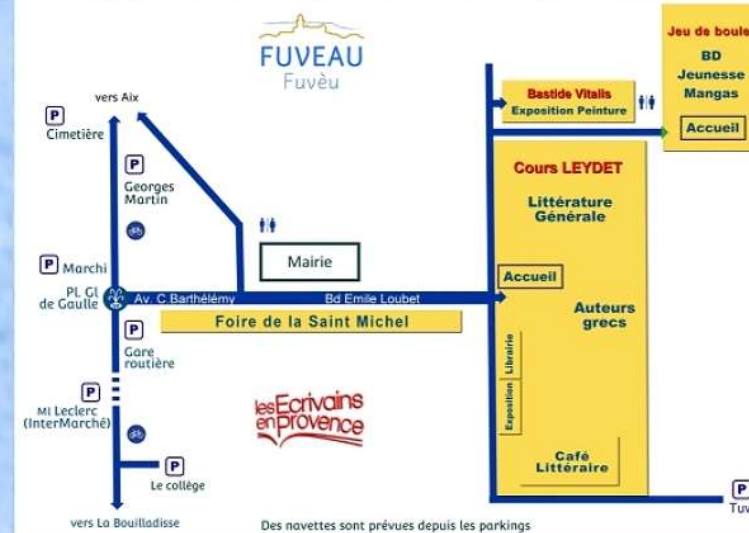 FUVEAU
Fuvèu
vers Aix
P
Cimetière
P
Georges
Martin
P Marchi
Pl. Gl
de Gaulle
Av. C.Barthélémy
Bd Emile Loubet
Mairie
Foire de la Saint Michel
P
Gare
routière
P
Ml Leclerc
(InterMarché)
P
Le collège
vers La Bouilladisse
les Ecrivains
en provence
Des navettes sont prévues depuis les parkings
Bastide Vitalis
Exposition Peinture
Jeu de boule
BD
Jeunesse
Mangas
Accueil
Cours LEYDET
Littérature
Générale
Accueil
Auteurs
grecs
Librairie
Exposition
Café
Littéraire
P